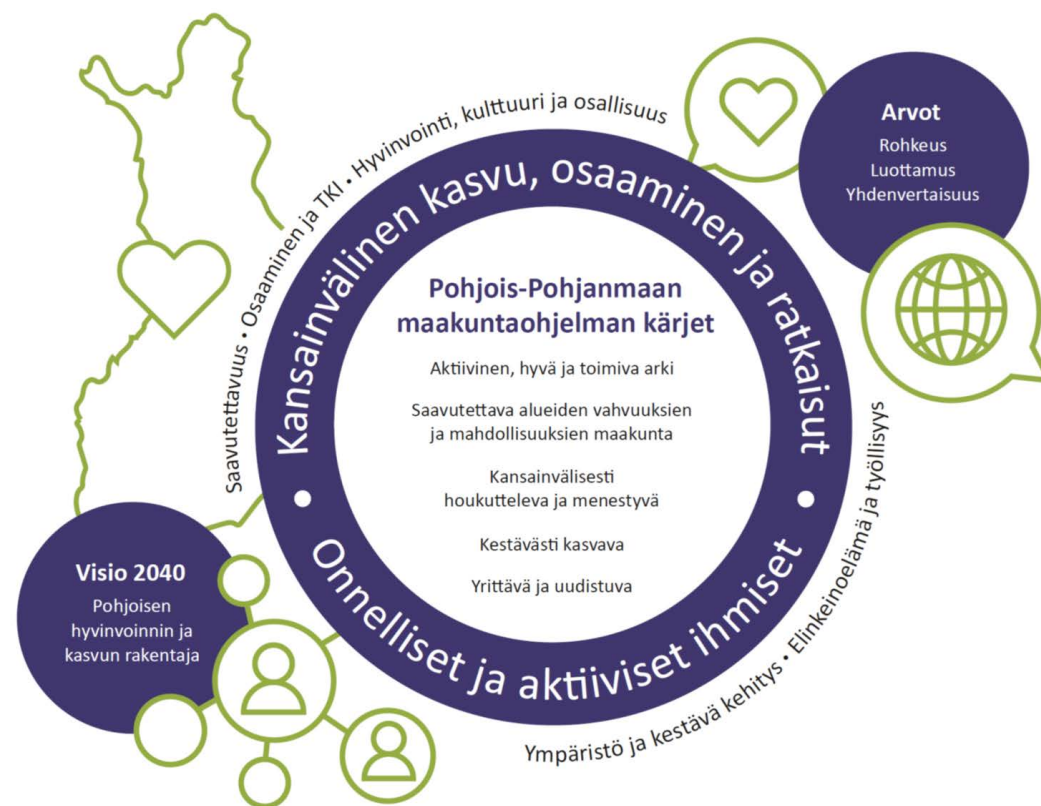 Saavutettavuus • Osaaminen ja TKI • Hyvinvointi, kulttuuri ja osallisuus
Kansainvälinen kasvu, osaaminen ja ratkaisut
Arvot
Rohkeus
Luottamus
Yhdenvertaisuus
Pohjois-Pohjanmaan
maakuntaohjelman kärjet
Aktiivinen, hyvä ja toimiva arki
Saavutettava alueiden vahvuuksien
ja mahdollisuuksien maakunta
Kansainvälisesti
houkutteleva ja menestyvä
Kestävästi kasvava
Yrittävä ja uudistuva
Visio 2040
Pohjoisen
hyvinvoinnin ja
kasvun rakentaja
Onnelliset ja aktiiviset ihmiset
Ympäristö ja kestävä kehitys • Elinkeinoelämä ja työllisyys